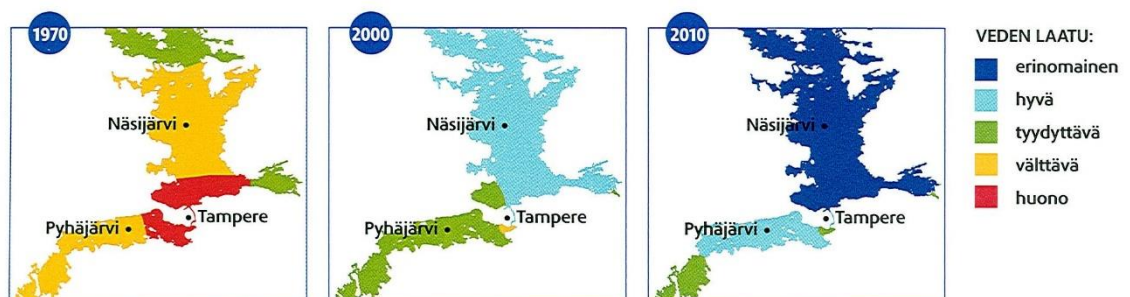 1970
Näsijärvi
Tampere
Pyhäjärvi
2000
Näsijärvi
Tampere
Pyhäjärvi
2010
Näsijärvi
Tampere
Pyhäjärvi
VEDEN LAATU:
erinomainen
hyvä
tyydyttävä
välttävä
huono